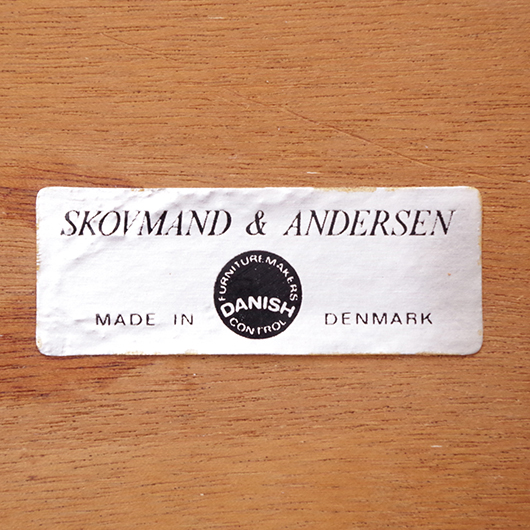 SKOVMAND & ANDERSEN
FURNITUREMAKERS
DANISH
CONTROL
MADE IN DENMARK